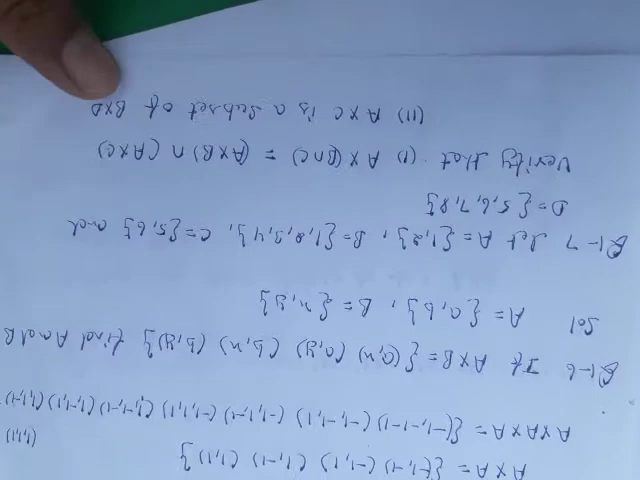 A×A = {(-1,-1) (-1,1) (1,-1) (1,1)}
A×A×A = {(-1,-1-1) (-1,-1,1) (-1,1,-1) (-1,1,1) (1,-1,-1) (1,-1,1) (1,1,-1)
(1,1,1)
Q1-6 If A×B = {(a,x) (a,y) (b,x) (b,y)} find A and B
Sol A = {a,b}, B = {x,y}
Q1-7 Let A = {1,2}, B = {1,2,3,4}, C = {5,6} and
D = {5,6,7,8}
Verity that. (i) A×(B∩C) = (A×B)∩(A×C)
(ii) A×C is a subset of B×D